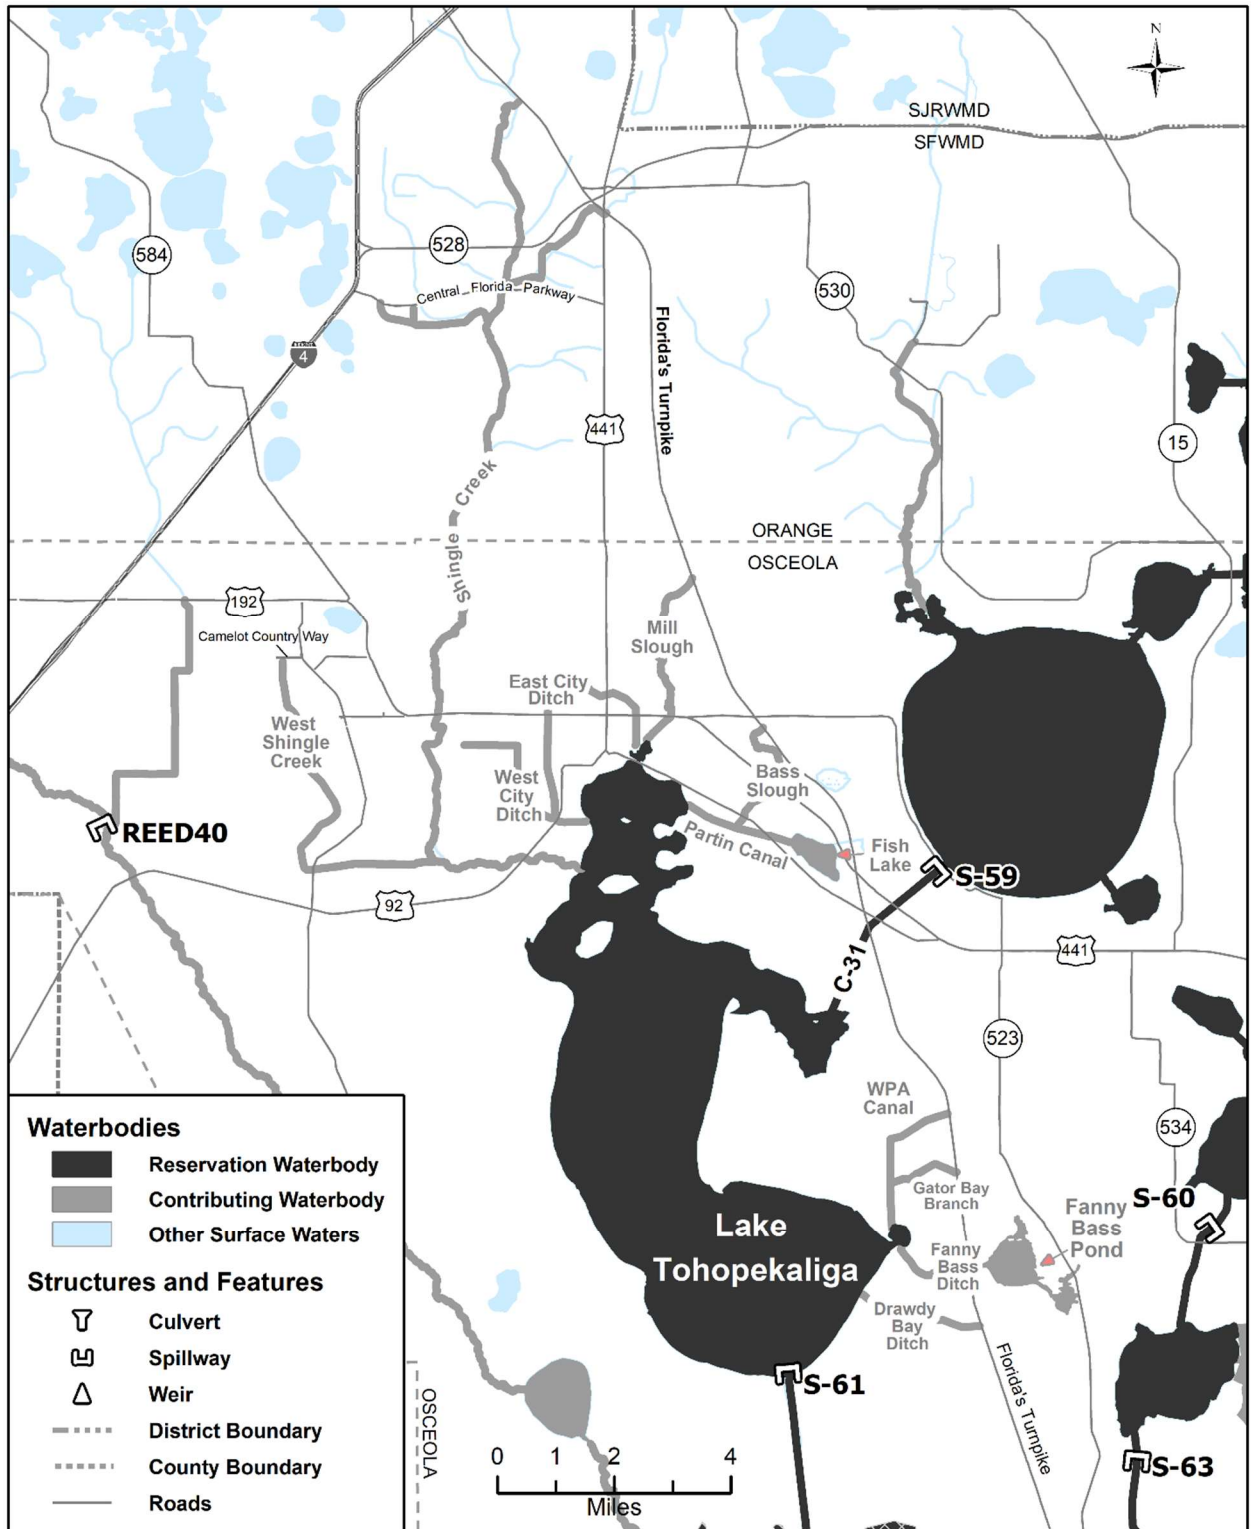 N
SJRWMD
SFWMD
584
528
Central Florida Parkway
530
Florida's Turnpike
INTERSTATE
4
441
15
Shingle Creek
ORANGE
OSCEOLA
192
Camelot Country Way
Mill
Slough
East City
Ditch
West
Shingle
Creek
West
City
Ditch
Bass
Slough
Partin Canal
Fish
Lake
REED40
S-59
92
C-31
441
523
WPA
Canal
534
Gator Bay
Branch
S-60
Fanny
Bass
Pond
Fanny
Bass
Ditch
Lake
Tohopekaliga
Drawdy
Bay
Ditch
Florida's Turnpike
S-61
S-63
OSCEOLA
0 1 2 4
Miles
Waterbodies
Reservation Waterbody
Contributing Waterbody
Other Surface Waters
Structures and Features
Culvert
Spillway
Weir
District Boundary
County Boundary
Roads